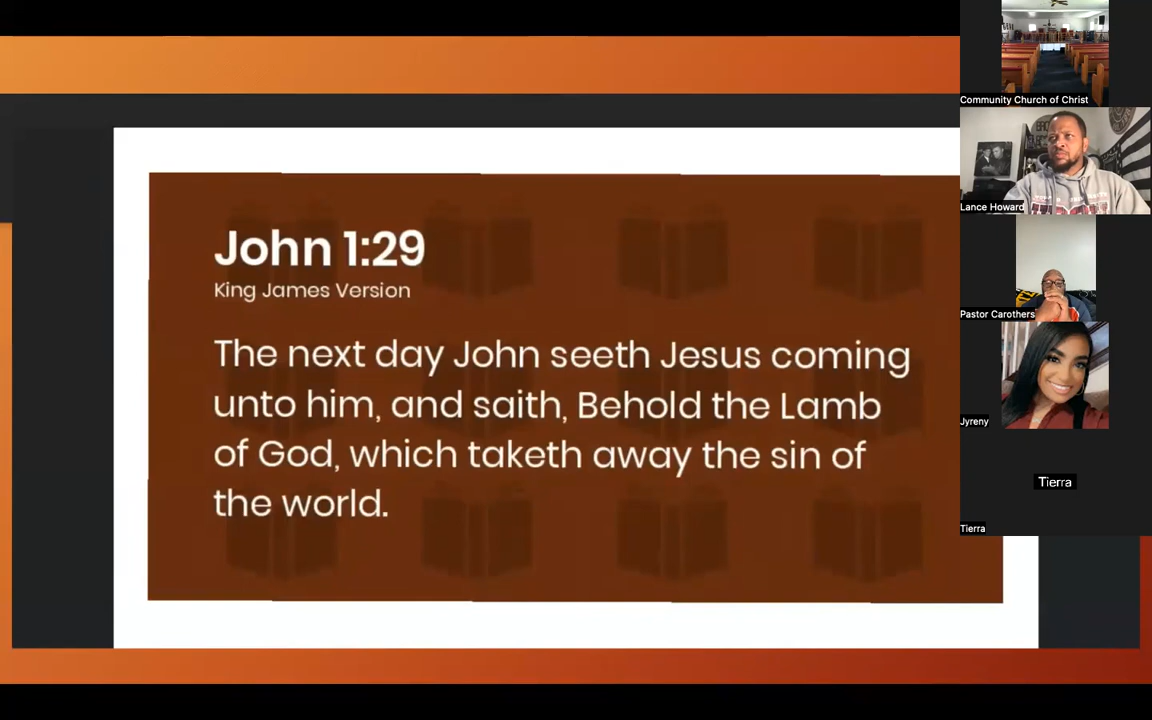 John 1:29
King James Version
The next day John seeth Jesus coming
unto him, and saith, Behold the Lamb
of God, which taketh away the sin of
the world.
Community Church of Christ
Lance Howard
Pastor Carothers
Jyreny
Tierra
Tierra